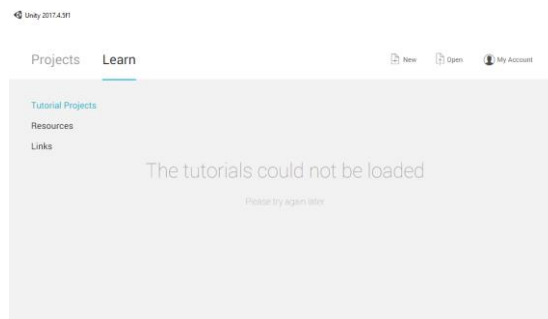 Unity 2017.4.5f1
Projects Learn New Open My Account
Tutorial Projects
Resources
Links
The tutorials could not be loaded
Please try again later